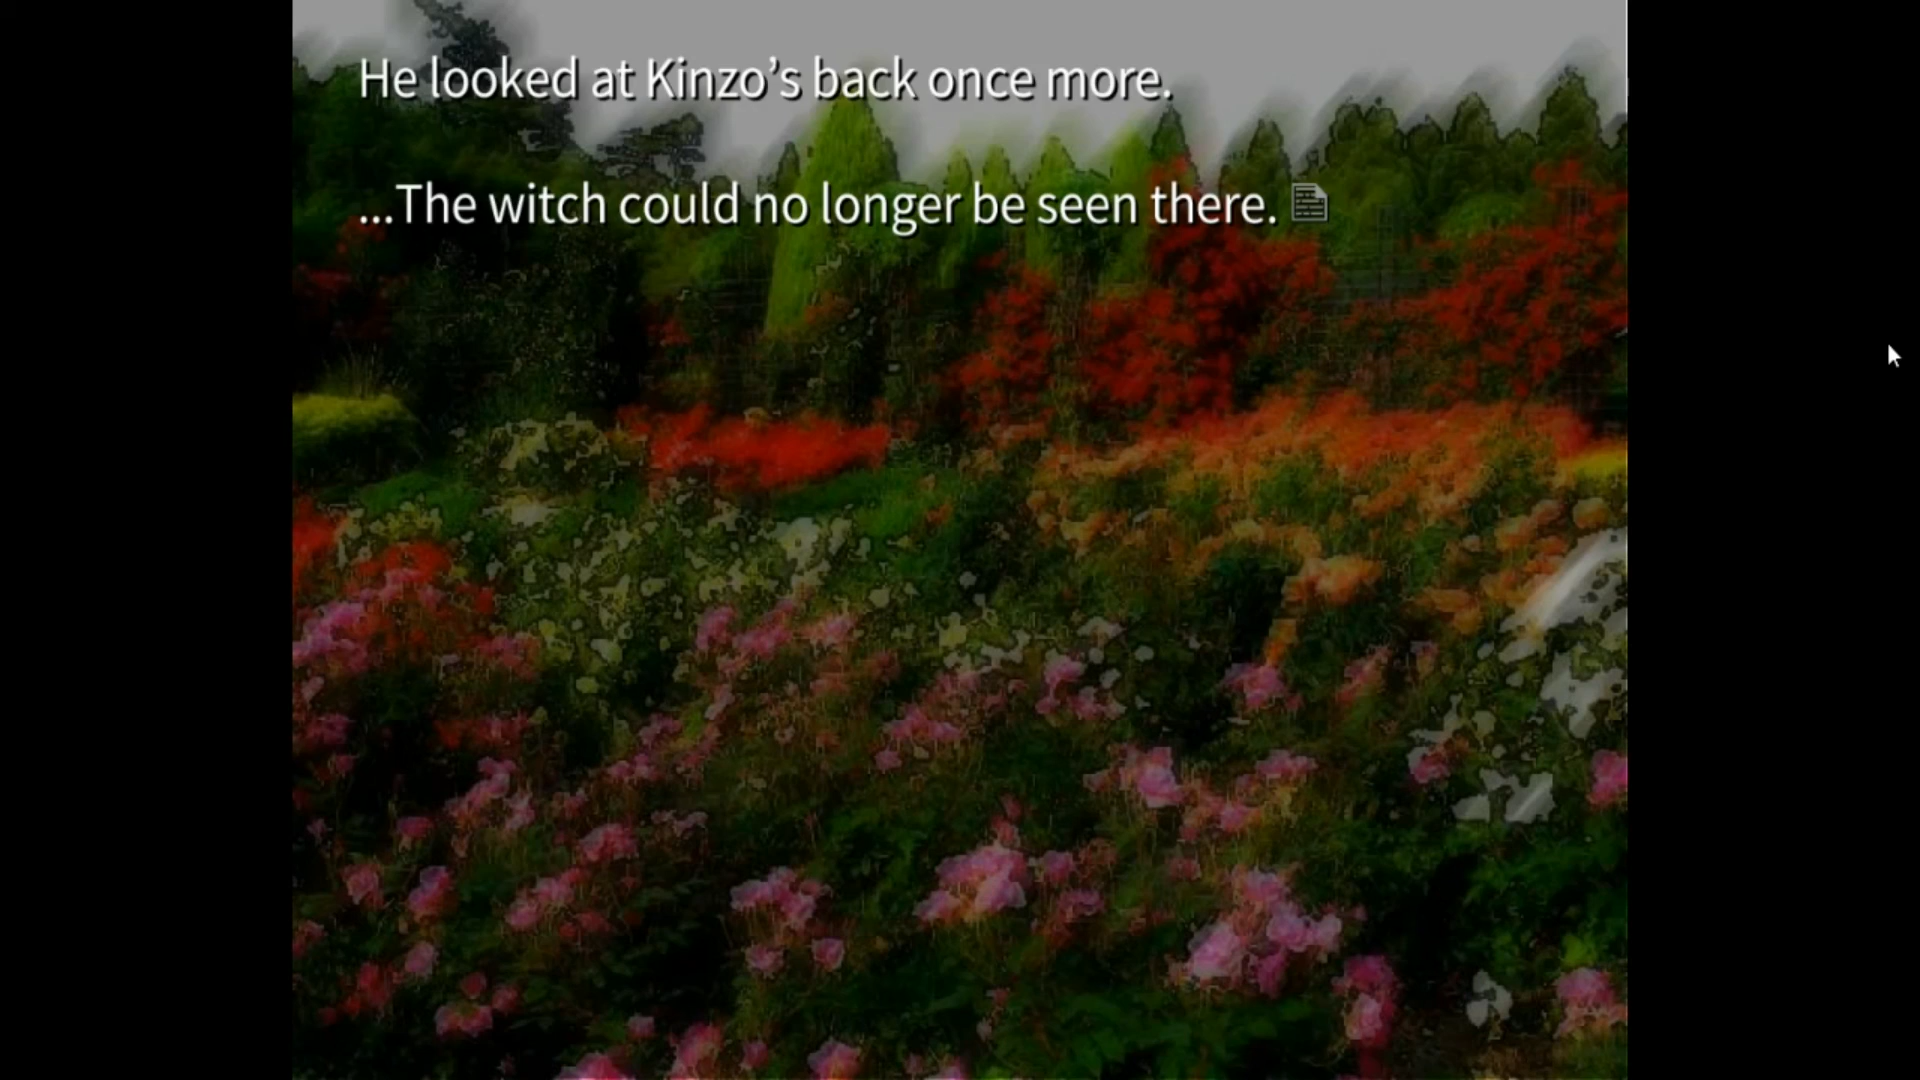 He looked at Kinzo’s back once more.
...The witch could no longer be seen there.